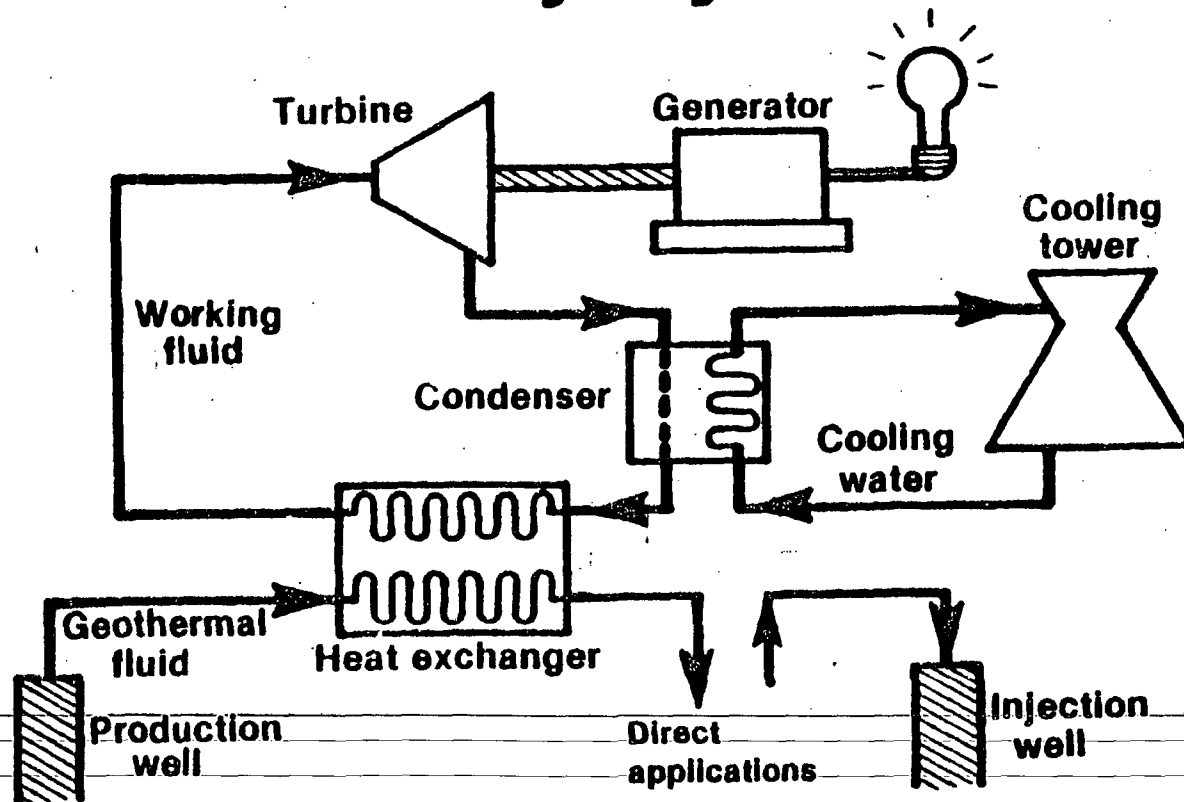 Turbine
Generator
Cooling
tower
Working
fluid
Condenser
Cooling
water
Geothermal
fluid
Heat exchanger
Production
well
Direct
applications
Injection
well